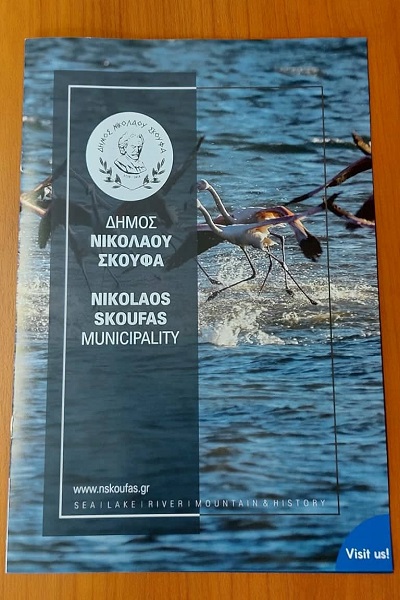 ΔΗΜΟΣ ΝΙΚΟΛΑΟΥ ΣΚΟΥΦΑ
ΔΗΜΟΣ
ΝΙΚΟΛΑΟΥ
ΣΚΟΥΦΑ
NIKOLAOS
SKOUFAS
MUNICIPALITY
www.nskoufas.gr
SEA | LAKE | RIVER | MOUNTAIN & HISTORY
Visit us!